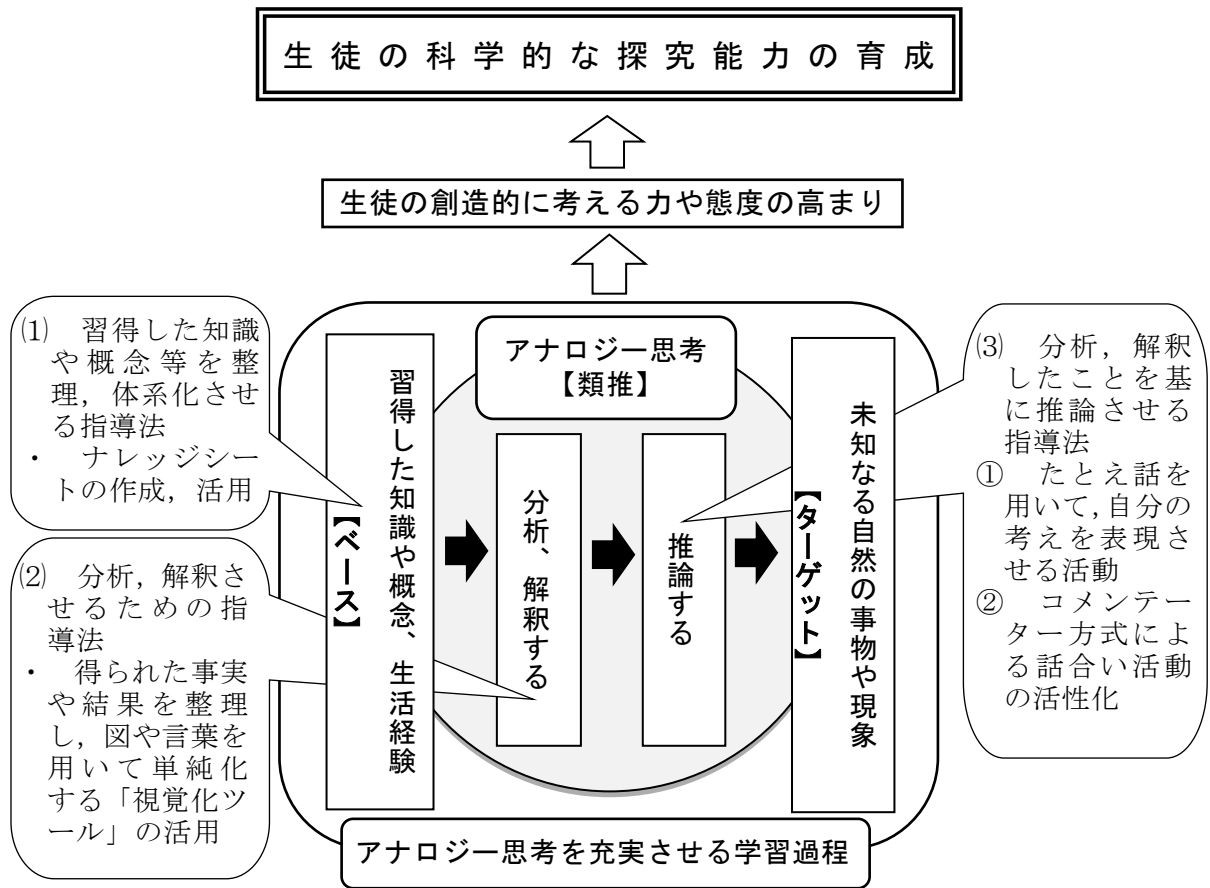 生徒の科学的な探究能力の育成
生徒の創造的に考える力や態度の高まり
⑴　習得した知識
や概念等を整
理，体系化させ
る指導法
・　ナレッジシー
トの作成，活用
⑵　分析，解釈さ
せるための指
導法
・　得られた事実
や結果を整理
し，図や言葉を
用いて単純化
する「視覚化ツ
ール」の活用
アナロジー思考
【類推】
習得した知識や概念、生活経験
【ベース】
分析、解釈する
推論する
未知なる自然の事物や現象
【ターゲット】
⑶　分析，解釈
したことを基
に推論させる
指導法
①　たとえ話を
用いて，自分の
考えを表現さ
せる活動
②　コメンテー
ター方式によ
る話合い活動
の活性化
アナロジー思考を充実させる学習過程